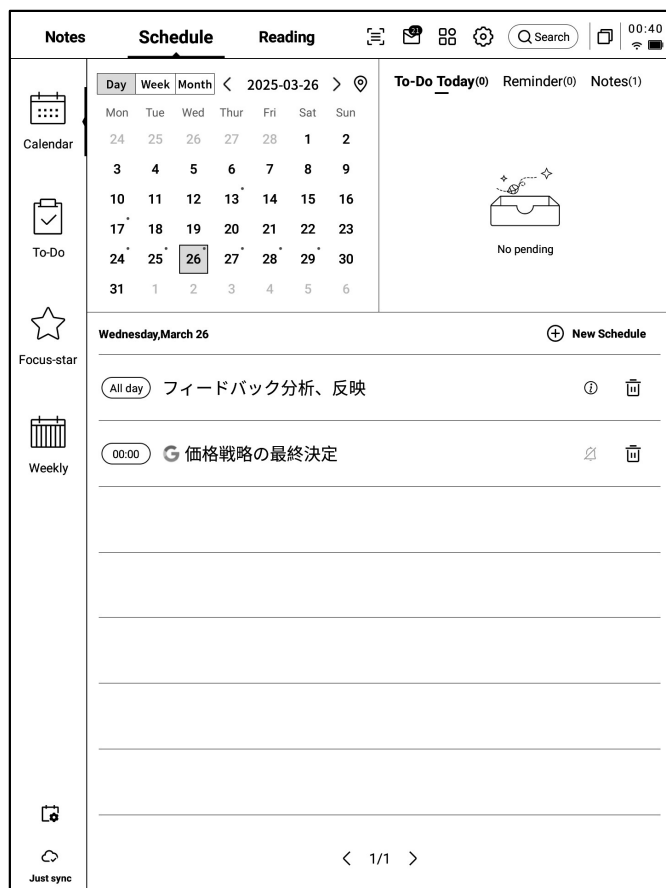 Notes Schedule Reading 21 Search 00:40
Calendar
To-Do
Focus-star
Weekly
Just sync
Day Week Month 2025-03-26
Mon Tue Wed Thur Fri Sat Sun
24 25 26 27 28 1 2
3 4 5 6 7 8 9
10 11 12 13 14 15 16
17 18 19 20 21 22 23
24 25 26 27 28 29 30
31 1 2 3 4 5 6
To-Do Today(0) Reminder(0) Notes(1)
No pending
Wednesday,March 26 New Schedule
All day フィードバック分析、反映
00:00 G 価格戦略の最終決定
1/1